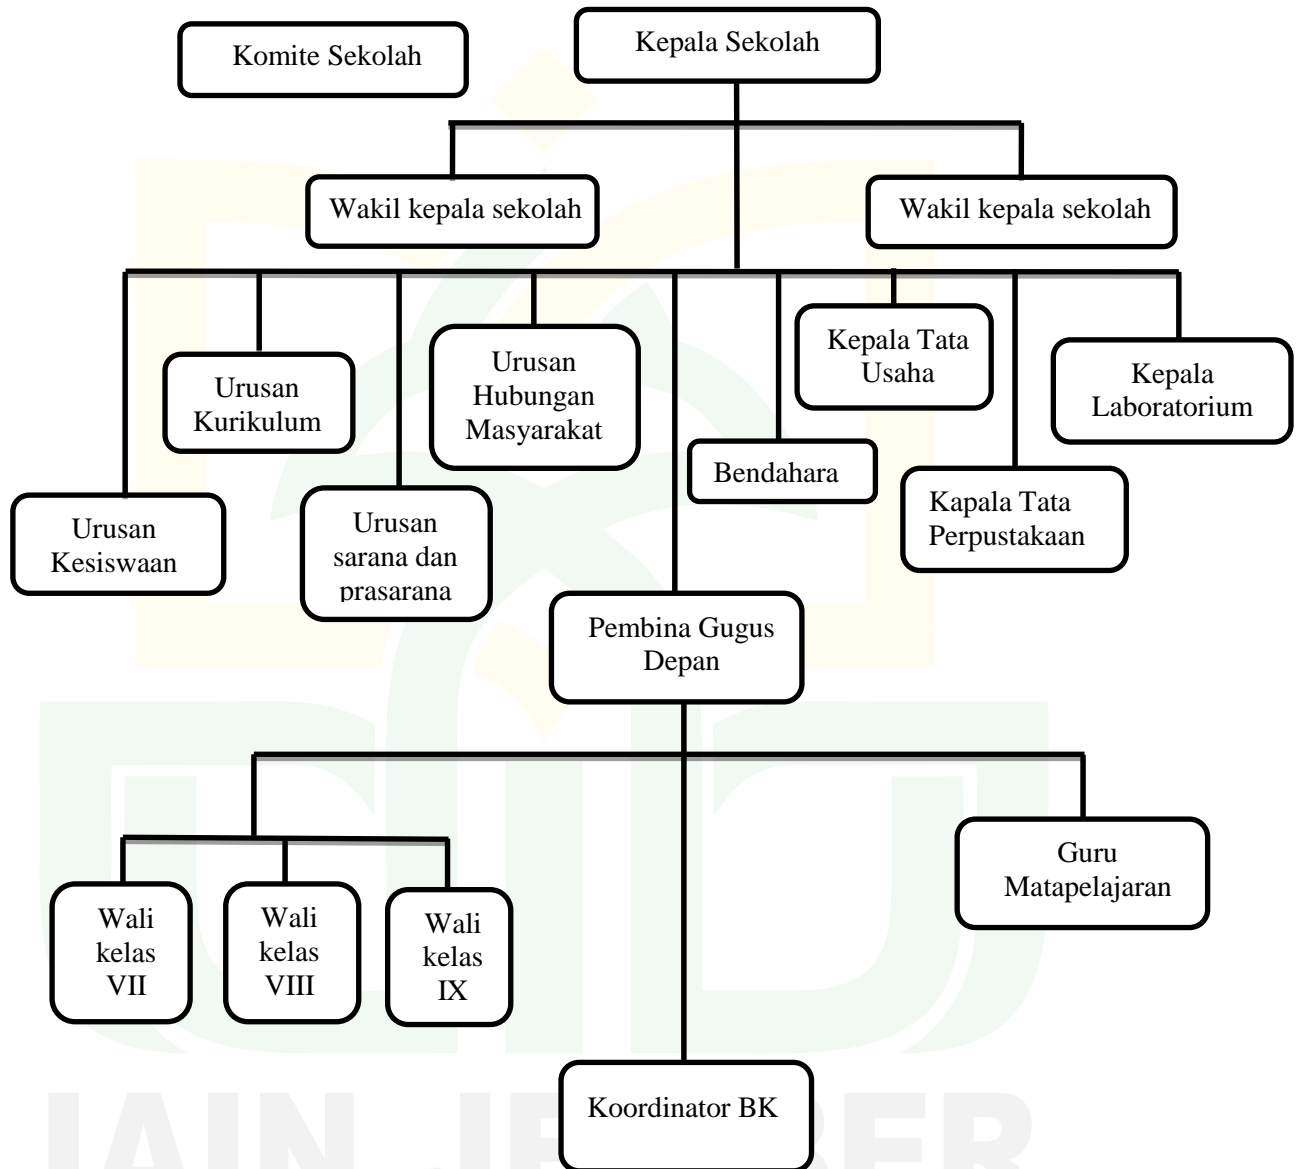 Komite Sekolah
Kepala Sekolah
Wakil kepala sekolah
Wakil kepala sekolah
Urusan
Kesiswaan
Urusan
Kurikulum
Urusan
sarana dan
prasarana
Urusan
Hubungan
Masyarakat
Pembina Gugus
Depan
Bendahara
Kepala Tata
Usaha
Kapala Tata
Perpustakaan
Kepala
Laboratorium
Wali
kelas
VII
Wali
kelas
VIII
Wali
kelas
IX
Guru
Matapelajaran
Koordinator BK